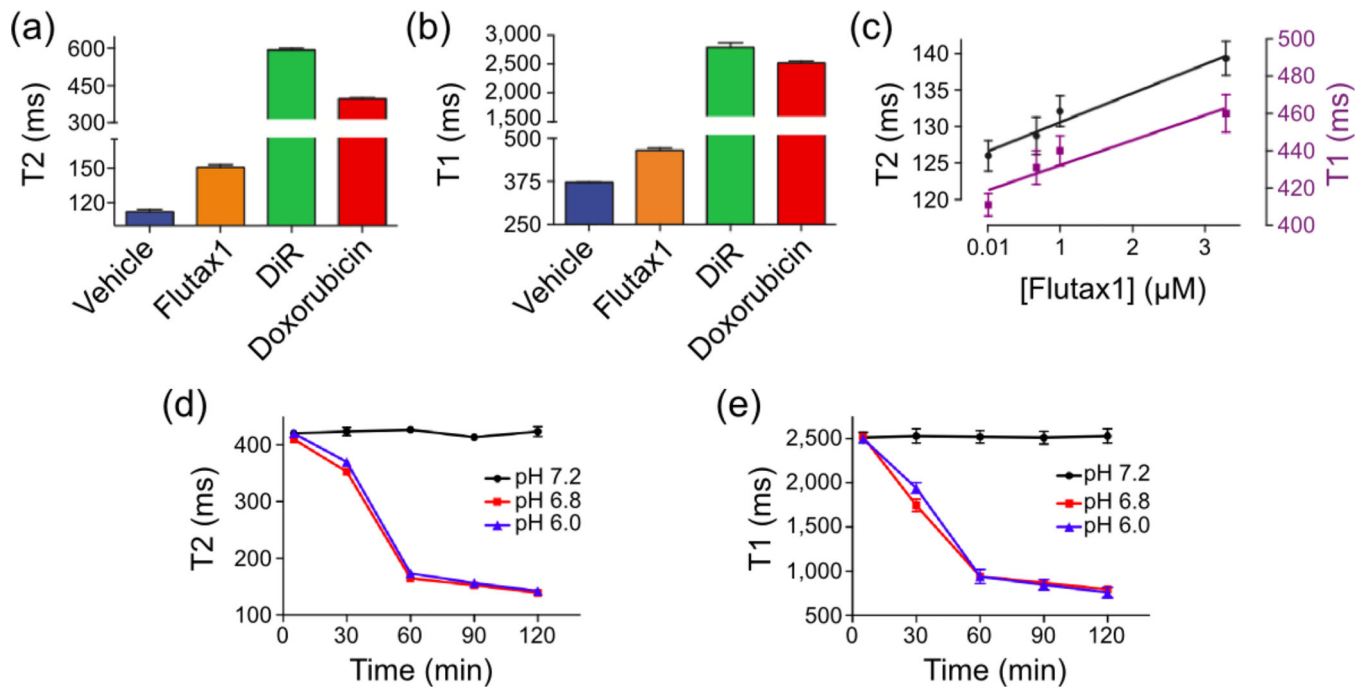 (a)
T2 (ms)
600
450
300
150
120
Vehicle
Flutax1
DiR
Doxorubicin
(b)
T1 (ms)
3,000
2,500
2,000
1,500
500
375
250
Vehicle
Flutax1
DiR
Doxorubicin
(c)
T2 (ms)
140
135
130
125
120
0.01
1
2
3
[Flutax1] (µM)
500
480
460
440
420
400
T1 (ms)
(d)
T2 (ms)
400
300
200
100
0
30
60
90
120
Time (min)
pH 7.2
pH 6.8
pH 6.0
(e)
T1 (ms)
2,500
2,000
1,500
1,000
500
0
30
60
90
120
Time (min)
pH 7.2
pH 6.8
pH 6.0